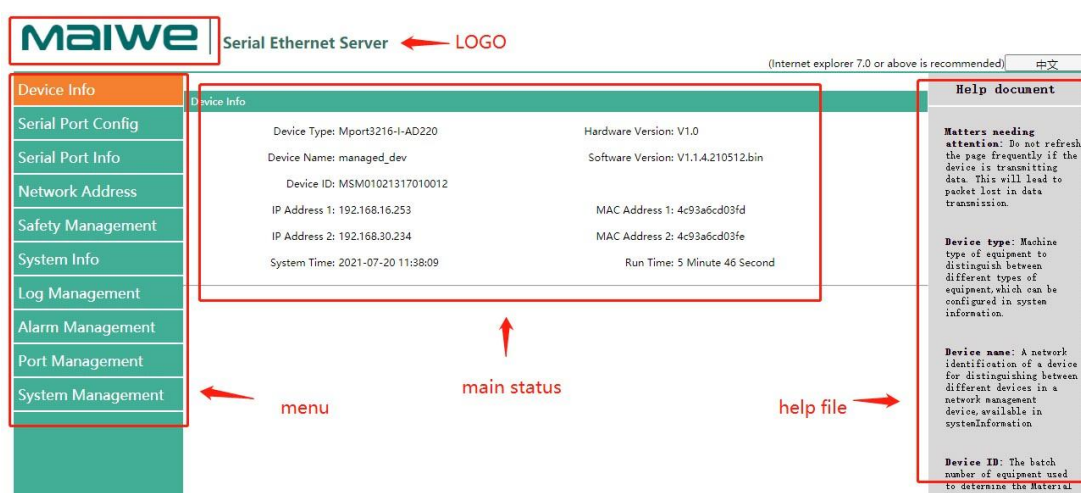 maiwe
Serial Ethernet Server
LOGO
(Internet explorer 7.0 or above is recommended)
中文
Device Info
Serial Port Config
Serial Port Info
Network Address
Safety Management
System Info
Log Management
Alarm Management
Port Management
System Management
menu
Device Info
Device Type: Mport3216-I-AD220
Hardware Version: V1.0
Device Name: managed_dev
Software Version: V1.1.4.210512.bin
Device ID: MSM01021317010012
IP Address 1: 192.168.16.253
MAC Address 1: 4c93a6cd03fd
IP Address 2: 192.168.30.234
MAC Address 2: 4c93a6cd03fe
System Time: 2021-07-20 11:38:09
Run Time: 5 Minute 46 Second
main status
help file
Help document
Matters needing
attention: Do not refresh
the page frequently if the
device is transmitting
data. This will lead to
packet lost in data
transmission.
Device type: Machine
type of equipment to
distinguish between
different types of
equipment,which can be
configured in system
information.
Device name: A network
identification of a device
for distinguishing between
different devices in a
network management
device,available in
systemInformation
Device ID: The batch
number of equipment used
to determine the Material